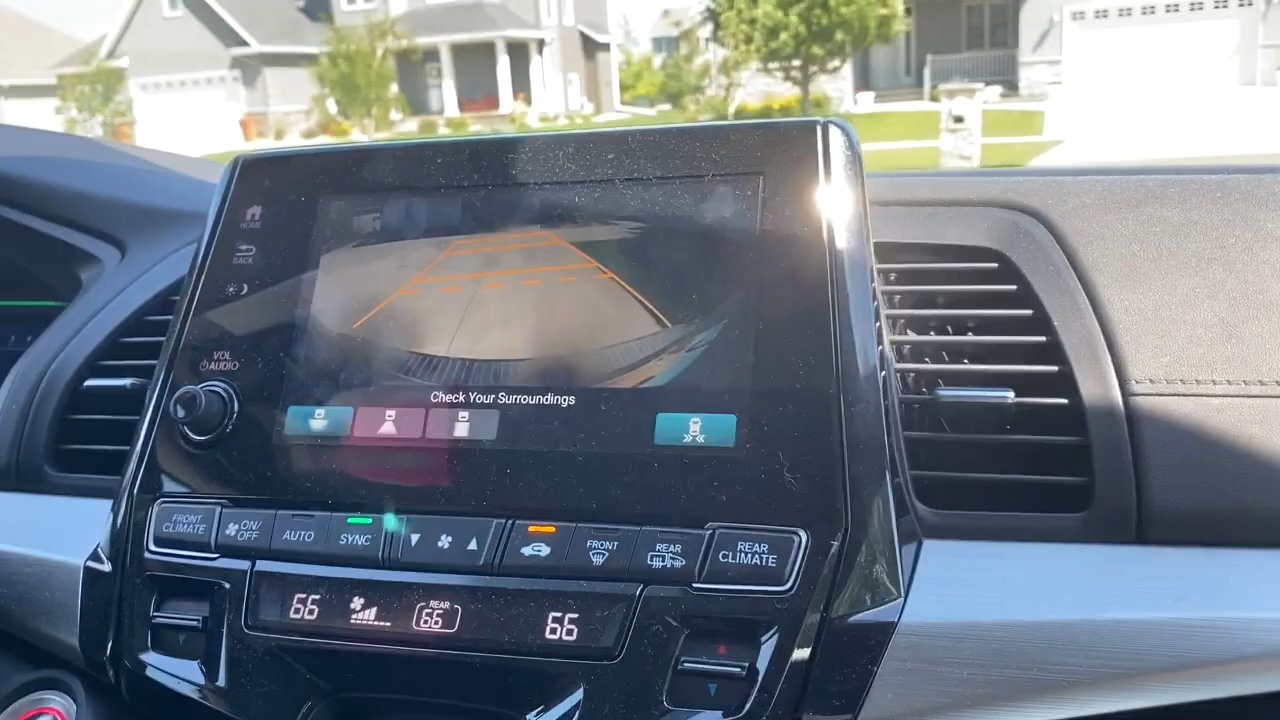 HOME
BACK
VOL
AUDIO
Check Your Surroundings
FRONT
CLIMATE
ON/
OFF
AUTO
SYNC
FRONT
REAR
REAR
CLIMATE
66
REAR
66
66